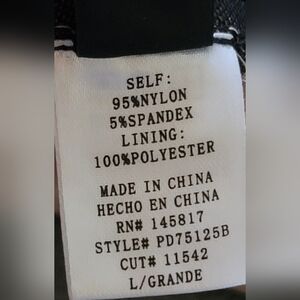 SELF:
95%NYLON
5%SPANDEX
LINING:
100%POLYESTER
MADE IN CHINA
HECHO EN CHINA
RN# 145817
STYLE# PD75125B
CUT# 11542
L/GRANDE